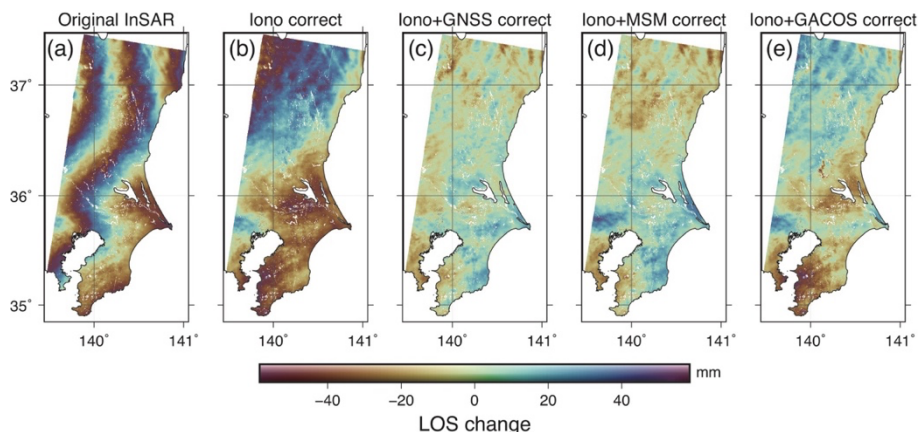 Original InSAR Iono correct Iono+GNSS correct Iono+MSM correct Iono+GACOS correct
(a) (b) (c) (d) (e)
37°
36°
35°
140° 141° 140° 141° 140° 141° 140° 141° 140° 141°
−40 −20 0 20 40 mm
LOS change